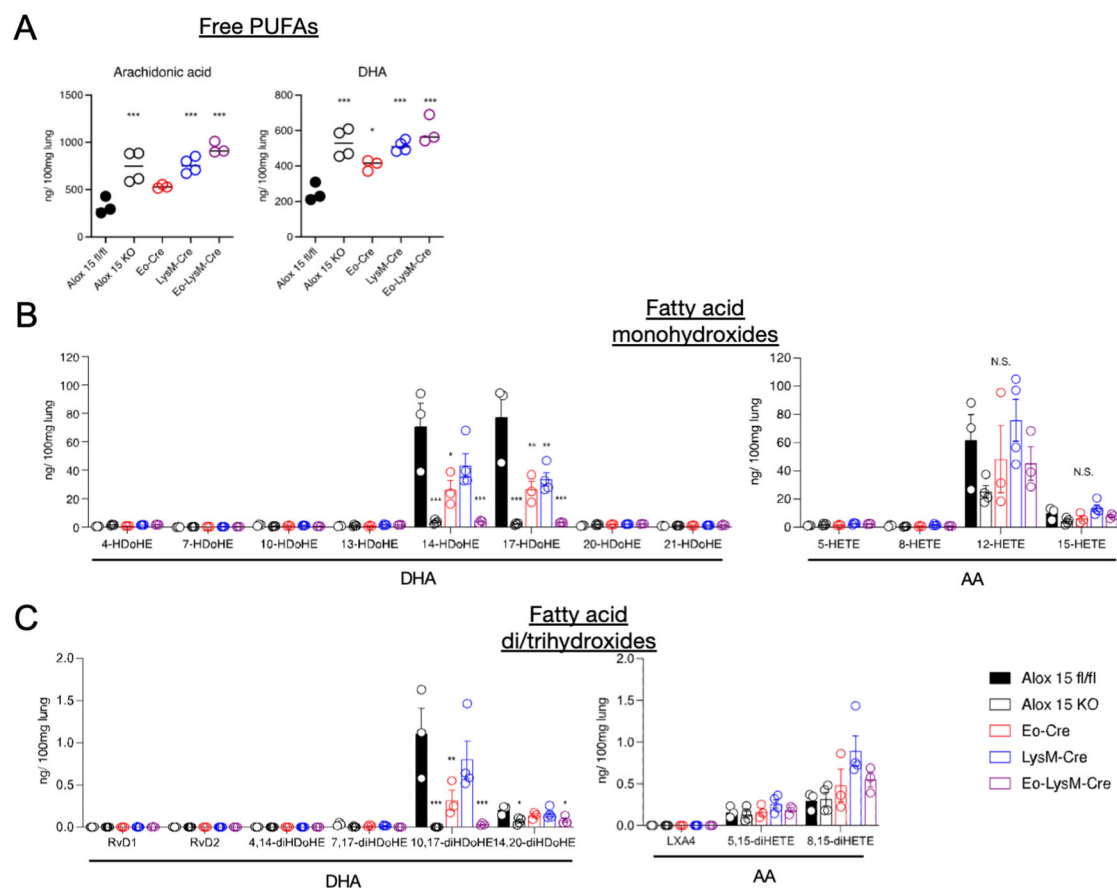 A
Free PUFAs
Arachidonic acid
DHA
1500
1000
500
0
ng/ 100mg lung
***
***
***
Alox 15 fl/fl
Alox 15 KO
Eo-Cre
LysM-Cre
Eo-LysM-Cre
800
600
400
200
0
ng/ 100mg lung
***
*
***
***
Alox 15 fl/fl
Alox 15 KO
Eo-Cre
LysM-Cre
Eo-LysM-Cre
B
Fatty acid
monohydroxides
120
100
80
60
40
20
0
ng/ 100mg lung
***
*
***
***
**
**
***
4-HDoHE 7-HDoHE 10-HDoHE 13-HDoHE 14-HDoHE 17-HDoHE 20-HDoHE 21-HDoHE
DHA
120
100
80
60
40
20
0
ng/ 100mg lung
N.S.
N.S.
5-HETE 8-HETE 12-HETE 15-HETE
AA
C
Fatty acid
di/trihydroxides
2.0
1.5
1.0
0.5
0.0
ng/ 100mg lung
***
**
***
*
*
RvD1 RvD2 4,14-diHDoHE 7,17-diHDoHE 10,17-diHDoHE 14,20-diHDoHE
DHA
2.0
1.5
1.0
0.5
0.0
ng/ 100mg lung
LXA4 5,15-diHETE 8,15-diHETE
AA
Alox 15 fl/fl
Alox 15 KO
Eo-Cre
LysM-Cre
Eo-LysM-Cre